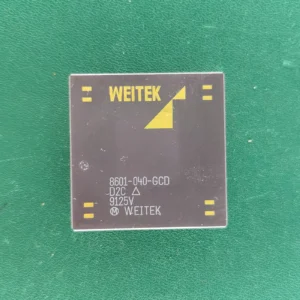 WEITEK
8601-040-GCD
D2C △
9125V
Ⓜ WEITEK